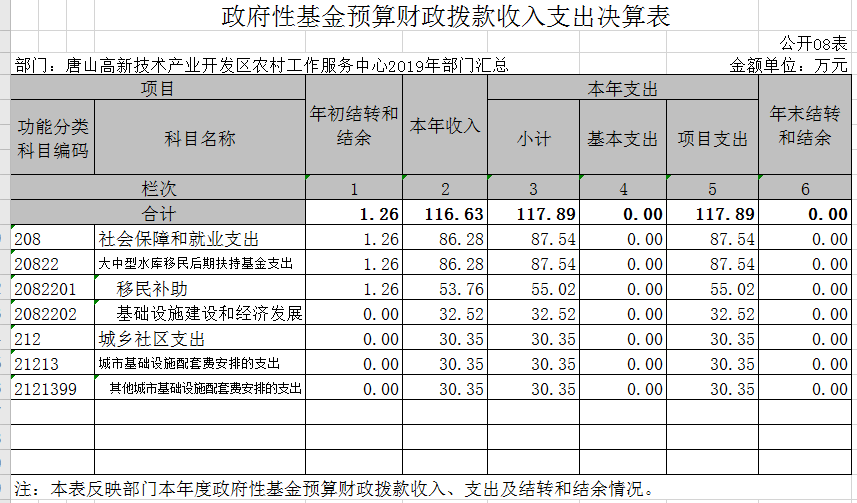 政府性基金预算财政拨款收入支出决算表
公开08表
部门：唐山高新技术产业开发区农村工作服务中心2019年部门汇总 金额单位：万元
项目 年初结转和结余 本年收入 本年支出 年末结转和结余
功能分类科目编码 科目名称 小计 基本支出 项目支出
栏次 1 2 3 4 5 6
合计 1.26 116.63 117.89 0.00 117.89 0.00
208 社会保障和就业支出 1.26 86.28 87.54 0.00 87.54 0.00
20822 大中型水库移民后期扶持基金支出 1.26 86.28 87.54 0.00 87.54 0.00
2082201 移民补助 1.26 53.76 55.02 0.00 55.02 0.00
2082202 基础设施建设和经济发展 0.00 32.52 32.52 0.00 32.52 0.00
212 城乡社区支出 0.00 30.35 30.35 0.00 30.35 0.00
21213 城市基础设施配套费安排的支出 0.00 30.35 30.35 0.00 30.35 0.00
2121399 其他城市基础设施配套费安排的支出 0.00 30.35 30.35 0.00 30.35 0.00
注：本表反映部门本年度政府性基金预算财政拨款收入、支出及结转和结余情况。